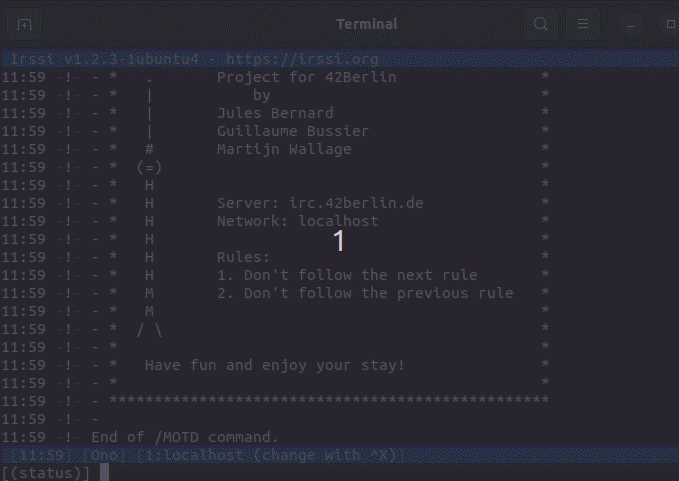 Terminal
Irssi v1.2.3-1ubuntu4 - https://irssi.org
11:59 -!- - *   .       Project for 42Berlin                *
11:59 -!- - *   |           by                              *
11:59 -!- - *   |       Jules Bernard                       *
11:59 -!- - *   |       Guillaume Bussier                   *
11:59 -!- - *   #       Martijn Wallage                     *
11:59 -!- - *  (=)                                          *
11:59 -!- - *   H                                           *
11:59 -!- - *   H       Server: irc.42berlin.de             *
11:59 -!- - *   H       Network: localhost                  *
11:59 -!- - *   H                                           *
1
11:59 -!- - *   H       Rules:                              *
11:59 -!- - *   H       1. Don't follow the next rule       *
11:59 -!- - *   M       2. Don't follow the previous rule   *
11:59 -!- - *   M                                           *
11:59 -!- - *  / \                                          *
11:59 -!- - *                                               *
11:59 -!- - *   Have fun and enjoy your stay!               *
11:59 -!- - *                                               *
11:59 -!- - *************************************************
11:59 -!- -
11:59 -!- End of /MOTD command.
[11:59] [Ono] [1:localhost (change with ^X)]
[(status)]